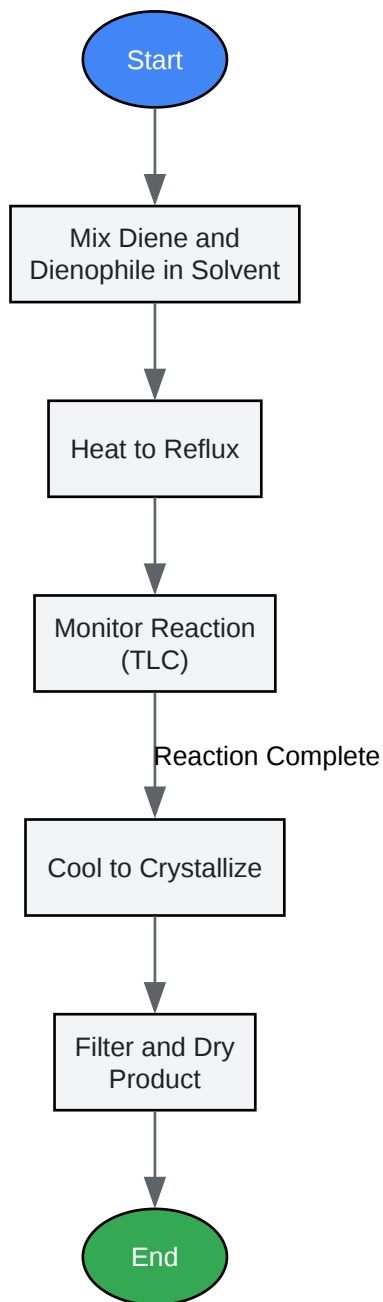 Start
Mix Diene and
Dienophile in Solvent
Heat to Reflux
Monitor Reaction
(TLC)
Reaction Complete
Cool to Crystallize
Filter and Dry
Product
End